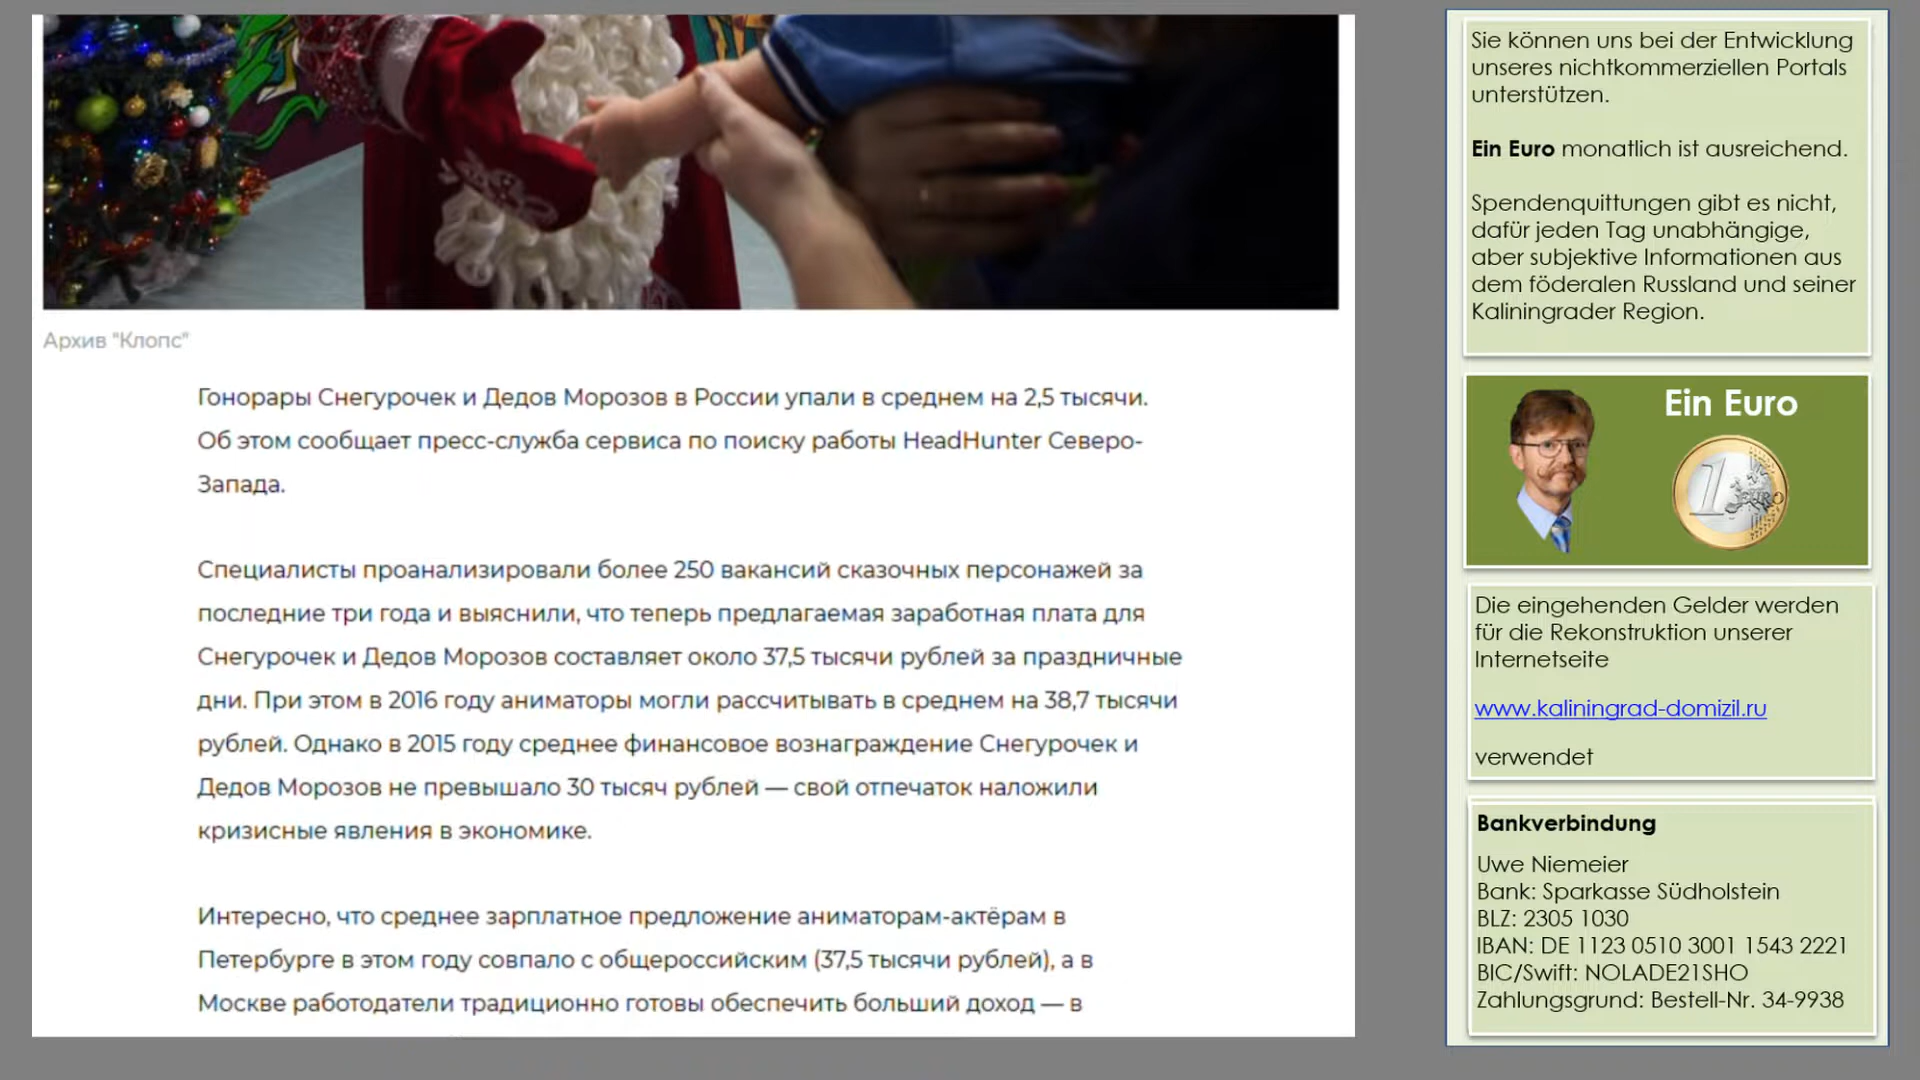 Архив "Клопс"
Гонорары Снегурочек и Дедов Морозов в России упали в среднем на 2,5 тысячи.
Об этом сообщает пресс-служба сервиса по поиску работы HeadHunter Северо-
Запада.
Специалисты проанализировали более 250 вакансий сказочных персонажей за
последние три года и выяснили, что теперь предлагаемая заработная плата для
Снегурочек и Дедов Морозов составляет около 37,5 тысячи рублей за праздничные
дни. При этом в 2016 году аниматоры могли рассчитывать в среднем на 38,7 тысячи
рублей. Однако в 2015 году среднее финансовое вознаграждение Снегурочек и
Дедов Морозов не превышало 30 тысяч рублей — свой отпечаток наложили
кризисные явления в экономике.
Интересно, что среднее зарплатное предложение аниматорам-актёрам в
Петербурге в этом году совпало с общероссийским (37,5 тысячи рублей), а в
Москве работодатели традиционно готовы обеспечить больший доход — в
Sie können uns bei der Entwicklung
unseres nichtkommerziellen Portals
unterstützen.
Ein Euro monatlich ist ausreichend.
Spendenquittungen gibt es nicht,
dafür jeden Tag unabhängige,
aber subjektive Informationen aus
dem föderalen Russland und seiner
Kaliningrader Region.
Ein Euro
1 EURO
Die eingehenden Gelder werden
für die Rekonstruktion unserer
Internetseite
www.kaliningrad-domizil.ru
verwendet
Bankverbindung
Uwe Niemeier
Bank: Sparkasse Südholstein
BLZ: 2305 1030
IBAN: DE 1123 0510 3001 1543 2221
BIC/Swift: NOLADE21SHO
Zahlungsgrund: Bestell-Nr. 34-9938